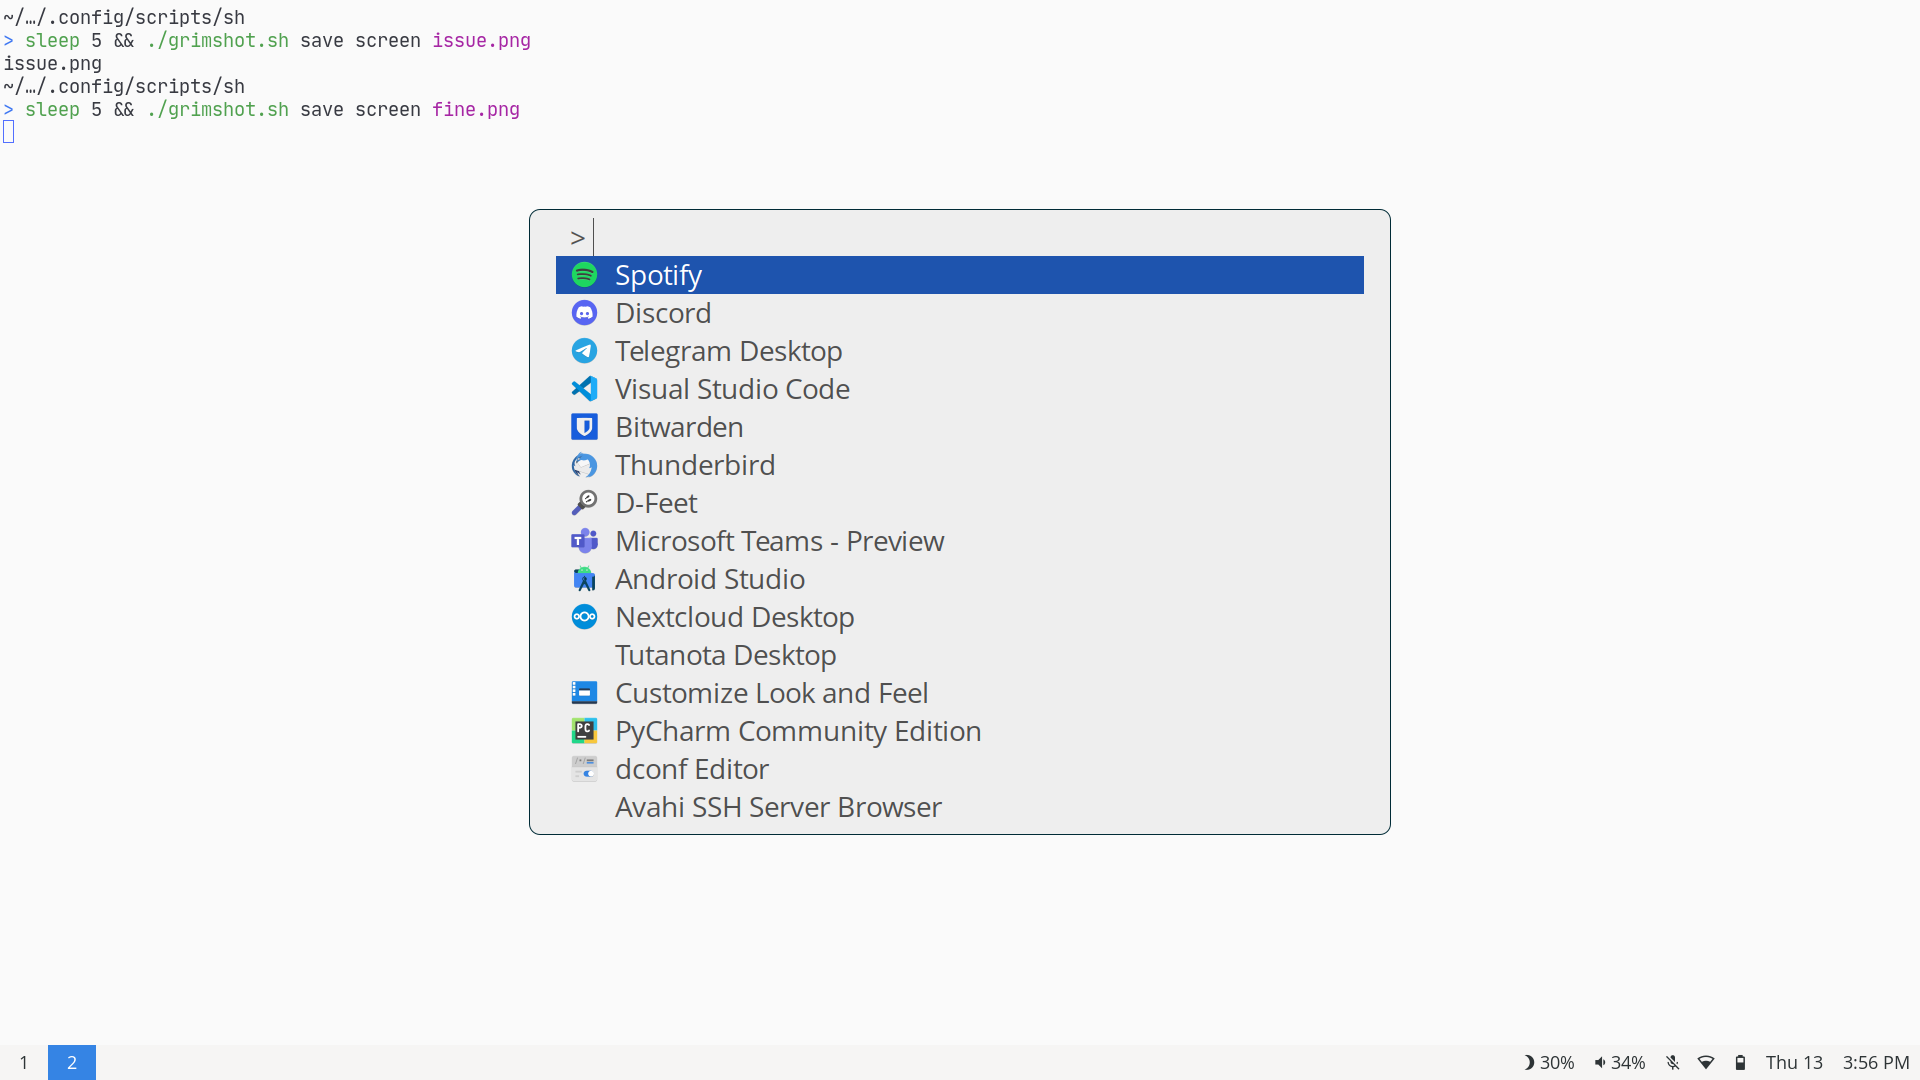 ~/…/.config/scripts/sh
> sleep 5 && ./grimshot.sh save screen issue.png
issue.png
~/…/.config/scripts/sh
> sleep 5 && ./grimshot.sh save screen fine.png
>
Spotify
Discord
Telegram Desktop
Visual Studio Code
Bitwarden
Thunderbird
D-Feet
Microsoft Teams - Preview
Android Studio
Nextcloud Desktop
Tutanota Desktop
Customize Look and Feel
PyCharm Community Edition
dconf Editor
Avahi SSH Server Browser
1 2 30% 34% Thu 13 3:56 PM